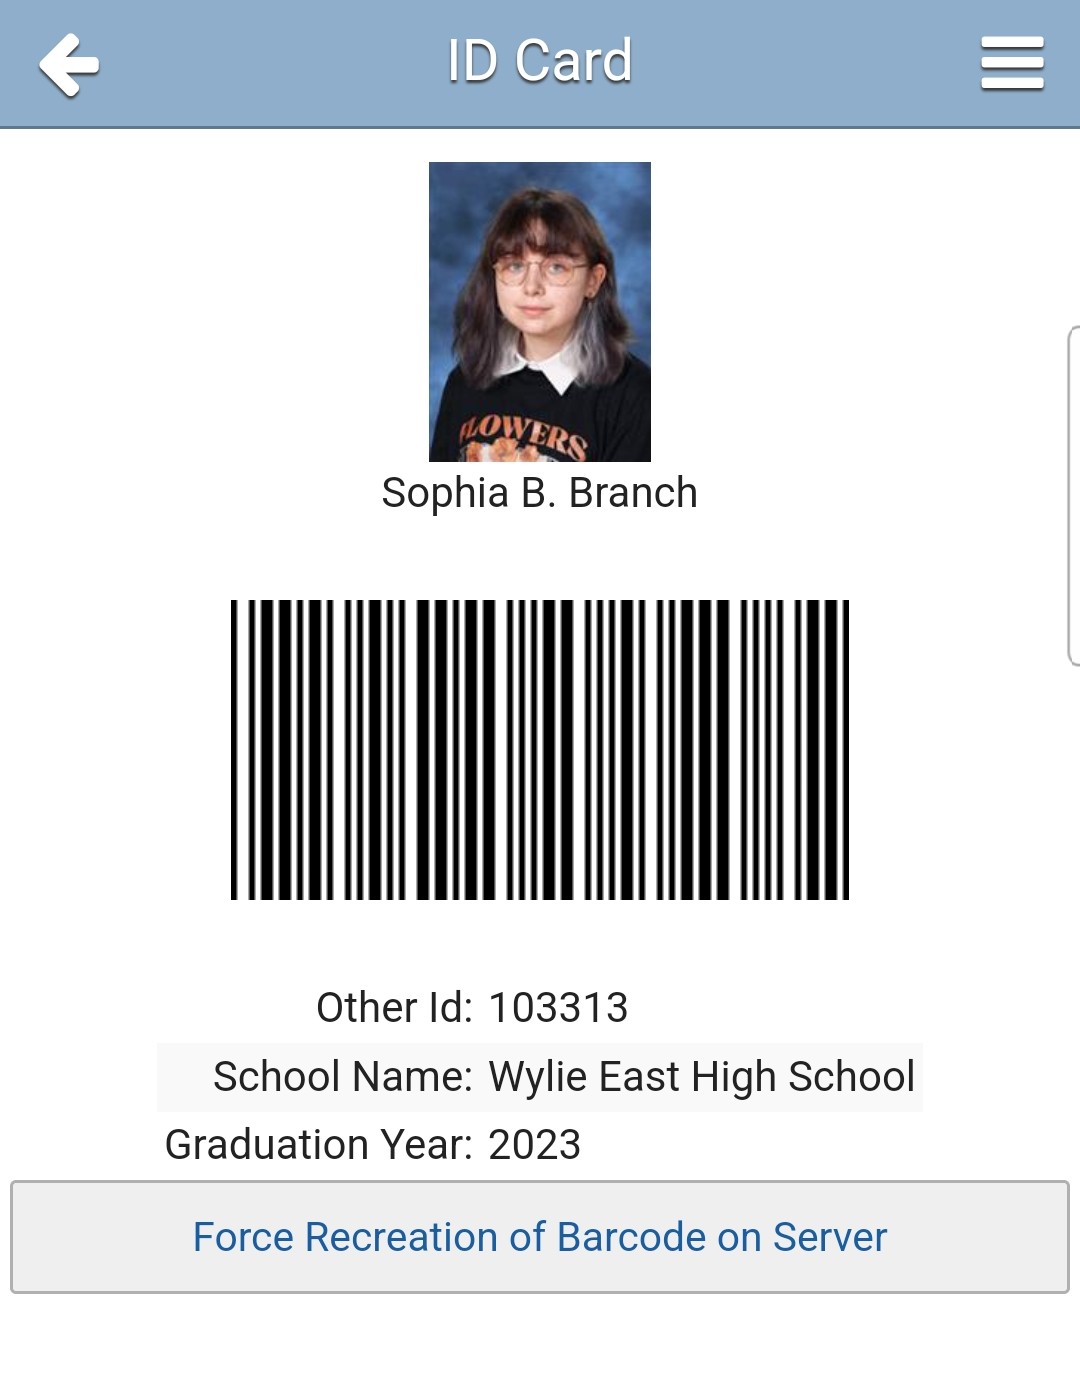 ID Card
FLOWERS
Sophia B. Branch
Other Id: 103313
School Name: Wylie East High School
Graduation Year: 2023
Force Recreation of Barcode on Server